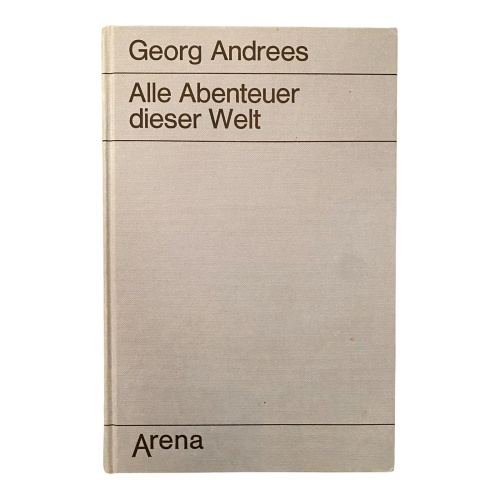 Georg Andrees
Alle Abenteuer
dieser Welt
Arena